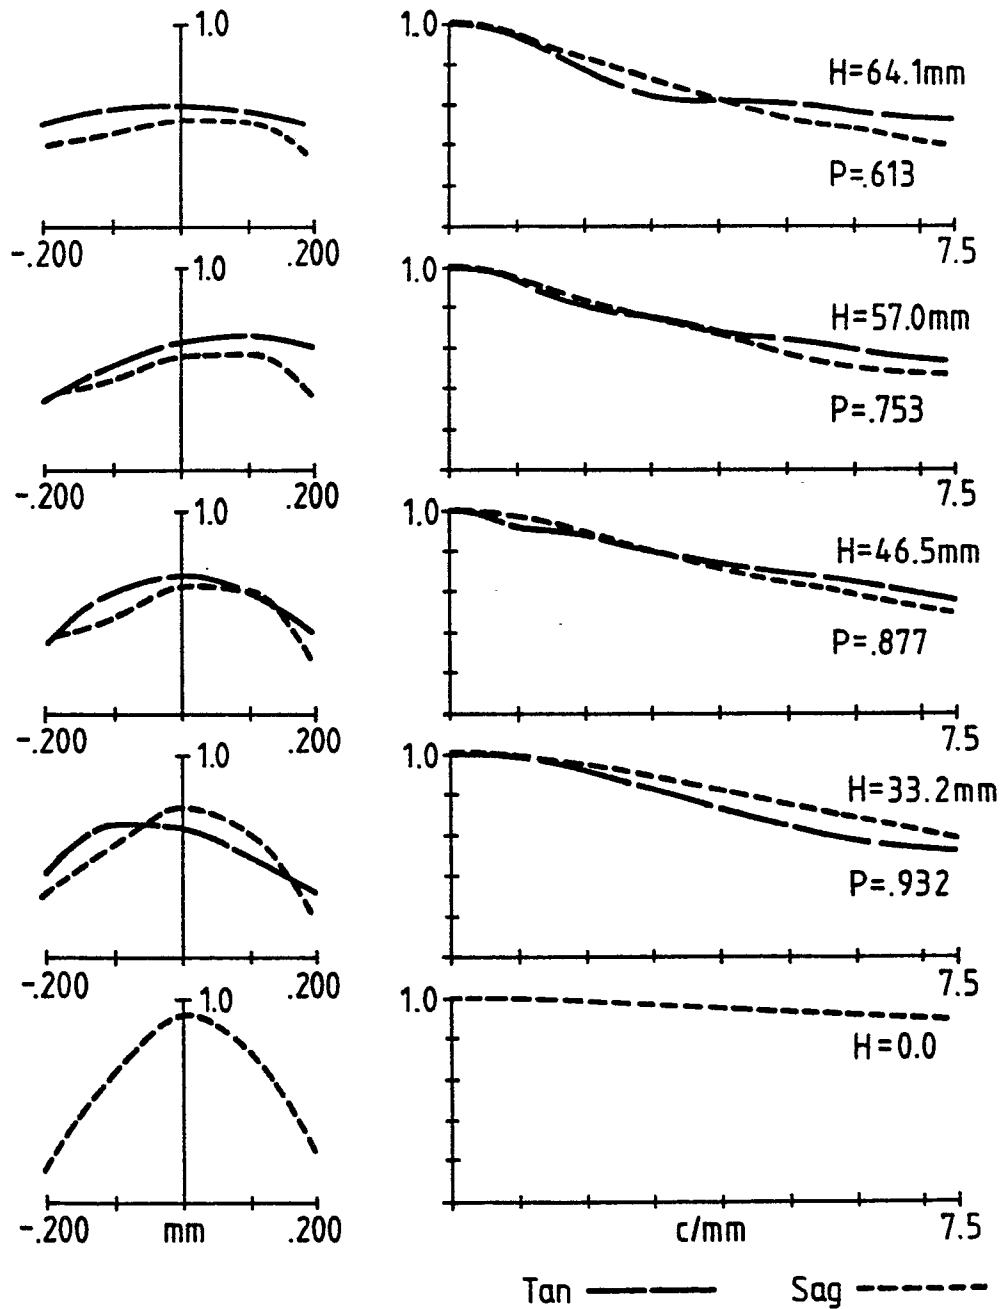 1.0 1.0 H=64.1mm
P=.613
-.200 .200 7.5
1.0 1.0 H=57.0mm
P=.753
-.200 .200 7.5
1.0 1.0 H=46.5mm
P=.877
-.200 .200 7.5
1.0 1.0 H=33.2mm
P=.932
-.200 .200 7.5
1.0 1.0 H=0.0
-.200 mm .200 c/mm 7.5
Tan Sag